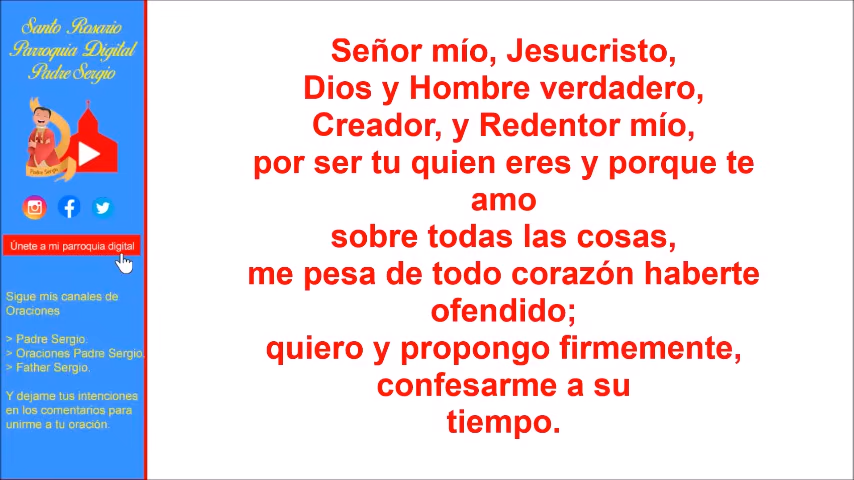 Santo Rosario
Parroquia Digital
Padre Sergio
Padre Sergio
Únete a mi parroquia digital
Sigue mís canales de
Oraciones
> Padre Sergio.
> Oraciones Padre Sergio.
> Father Sergio.
Y dejame tus intenciones
en los comentarios para
unirme a tu oración.
Señor mío, Jesucristo,
Dios y Hombre verdadero,
Creador, y Redentor mío,
por ser tu quien eres y porque te
amo
sobre todas las cosas,
me pesa de todo corazón haberte
ofendido;
quiero y propongo firmemente,
confesarme a su
tiempo.